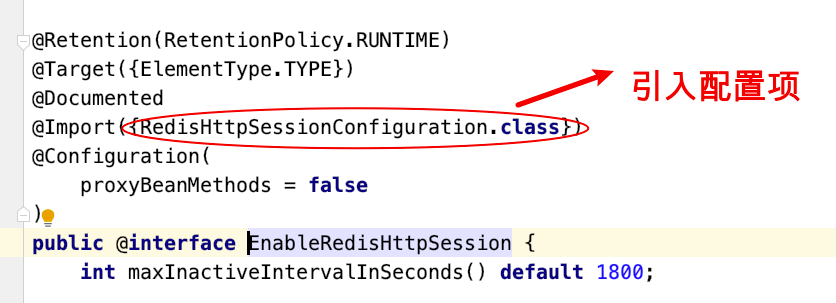 @Retention(RetentionPolicy.RUNTIME)
@Target({ElementType.TYPE})
@Documented
@Import({RedisHttpSessionConfiguration.class})
引入配置项
@Configuration(
    proxyBeanMethods = false
)
public @interface EnableRedisHttpSession {
    int maxInactiveIntervalInSeconds() default 1800;